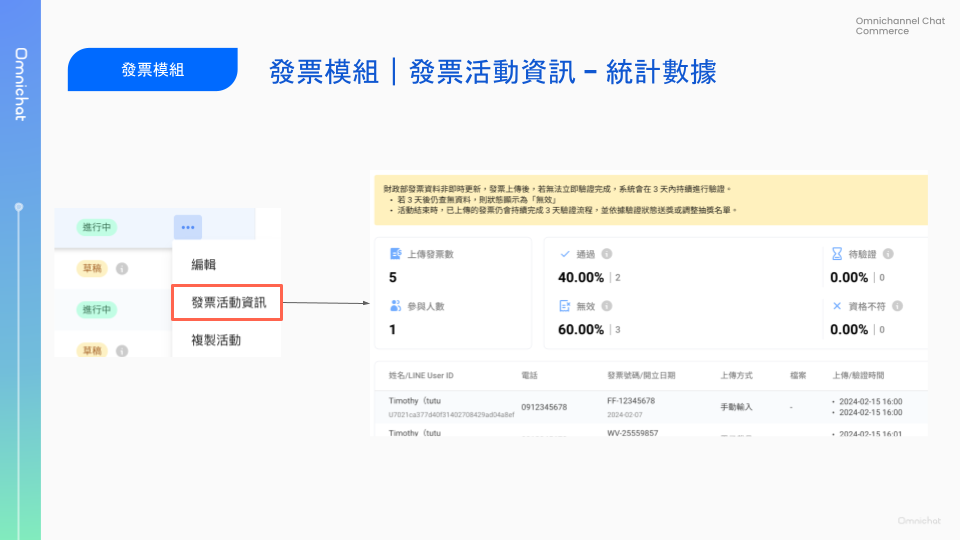 Omnichannel Chat
Commerce
Omnichat
發票模組
發票模組｜發票活動資訊 - 統計數據
進行中
編輯
草稿
發票活動資訊
進行中
複製活動
草稿
財政部發票資料非即時更新，發票上傳後，若無法立即驗證完成，系統會在 3 天內持續進行驗證。
• 若 3 天後仍查無資料，則狀態顯示為「無效」
• 活動結束時，已上傳的發票仍會持續完成 3 天驗證流程，並依據驗證狀態送獎或調整抽獎名單。
上傳發票數
5
參與人數
1
通過
40.00% | 2
無效
60.00% | 3
待驗證
0.00% | 0
資格不符
0.00% | 0
姓名/LINE User ID 電話 發票號碼/開立日期 上傳方式 檔案 上傳/驗證時間
Timothy（tutu 0912345678 FF-12345678 手動輸入 - • 2024-02-15 16:00
U7021ca377d40f31402708429ad04a8ef 2024-02-07 • 2024-02-15 16:00
Timothy（tutu WV-25559857 • 2024-02-15 16:01
Omnichat